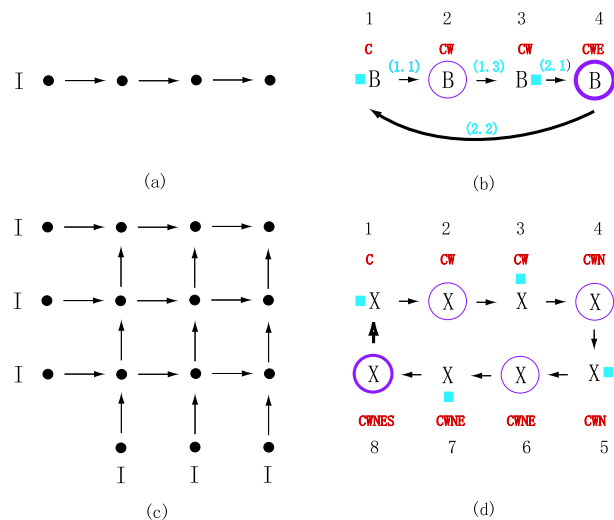 I
(a)
1 2 3 4
C CW CW CWE
(1.1) (1.3) (2.1)
B B B B
(2.2)
(b)
I
I
I
I I I
(c)
1 2 3 4
C CW CW CWN
X X X X
X X X X
CWNES CWNE CWNE CWN
8 7 6 5
(d)